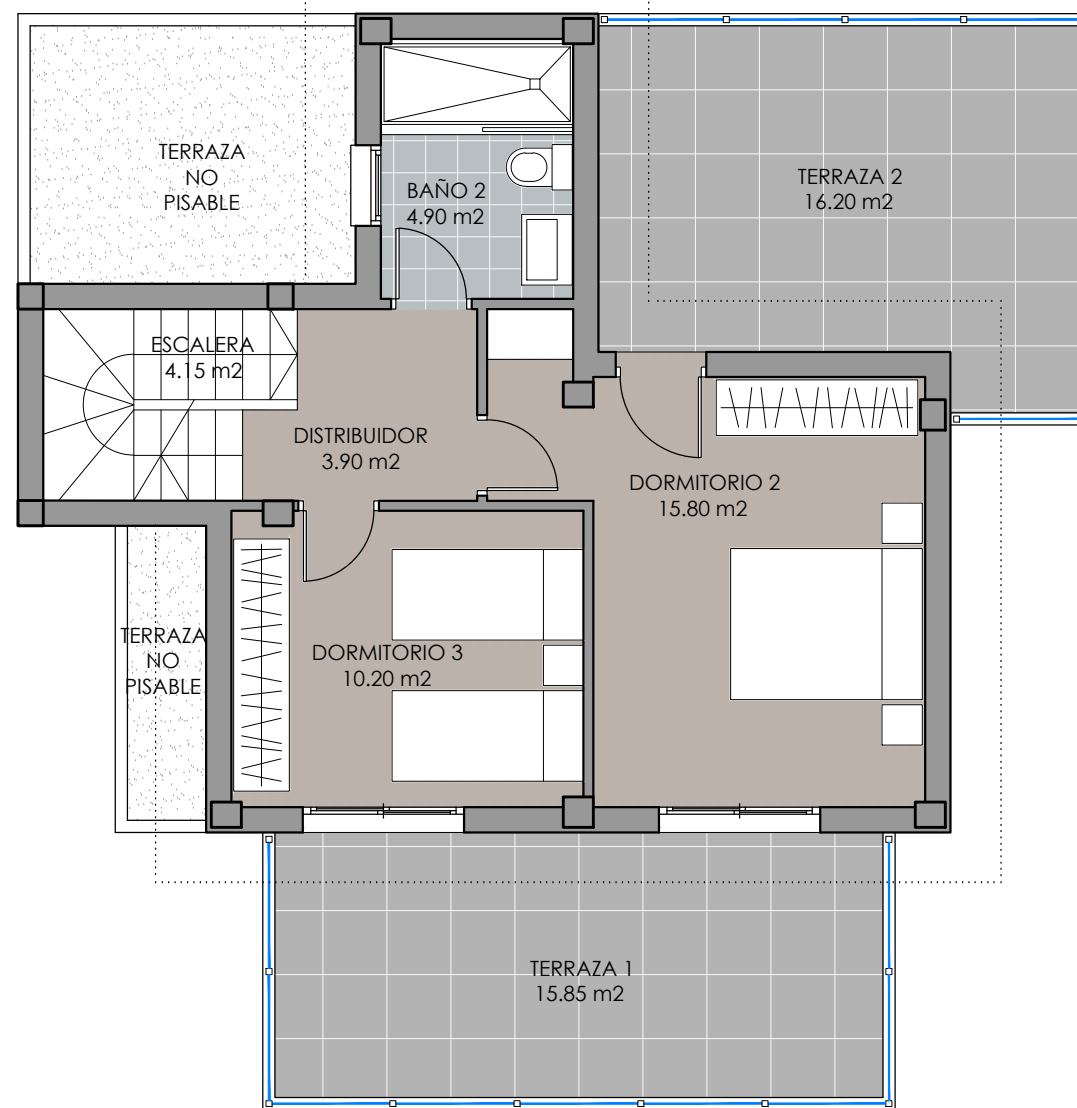 TERRAZA
NO
PISABLE
BAÑO 2
4.90 m2
TERRAZA 2
16.20 m2
ESCALERA
4.15 m2
DISTRIBUIDOR
3.90 m2
DORMITORIO 2
15.80 m2
TERRAZA
NO
PISABLE
DORMITORIO 3
10.20 m2
TERRAZA 1
15.85 m2